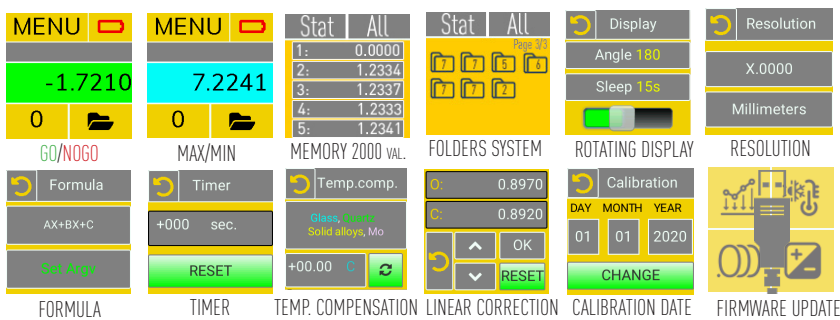 MENU
-1.7210
0
GO/NOGO
MENU
7.2241
0
MAX/MIN
Stat All
1: 0.0000
2: 1.2334
3: 1.2337
4: 1.2333
5: 1.2341
MEMORY 2000 VAL.
Stat All
Page 3/3
7 7 5 6
7 7 2
FOLDERS SYSTEM
Display
Angle 180
Sleep 15s
ROTATING DISPLAY
Resolution
X.0000
Millimeters
RESOLUTION
Formula
AX+BX+C
Set Argv
FORMULA
Timer
+000 sec.
RESET
TIMER
Temp.comp.
Glass, Quartz
Solid alloys, Mo
+00.00 C
TEMP. COMPENSATION
O: 0.8970
C: 0.8920
OK
RESET
LINEAR CORRECTION
Calibration
DAY MONTH YEAR
01 01 2020
CHANGE
CALIBRATION DATE
FIRMWARE UPDATE